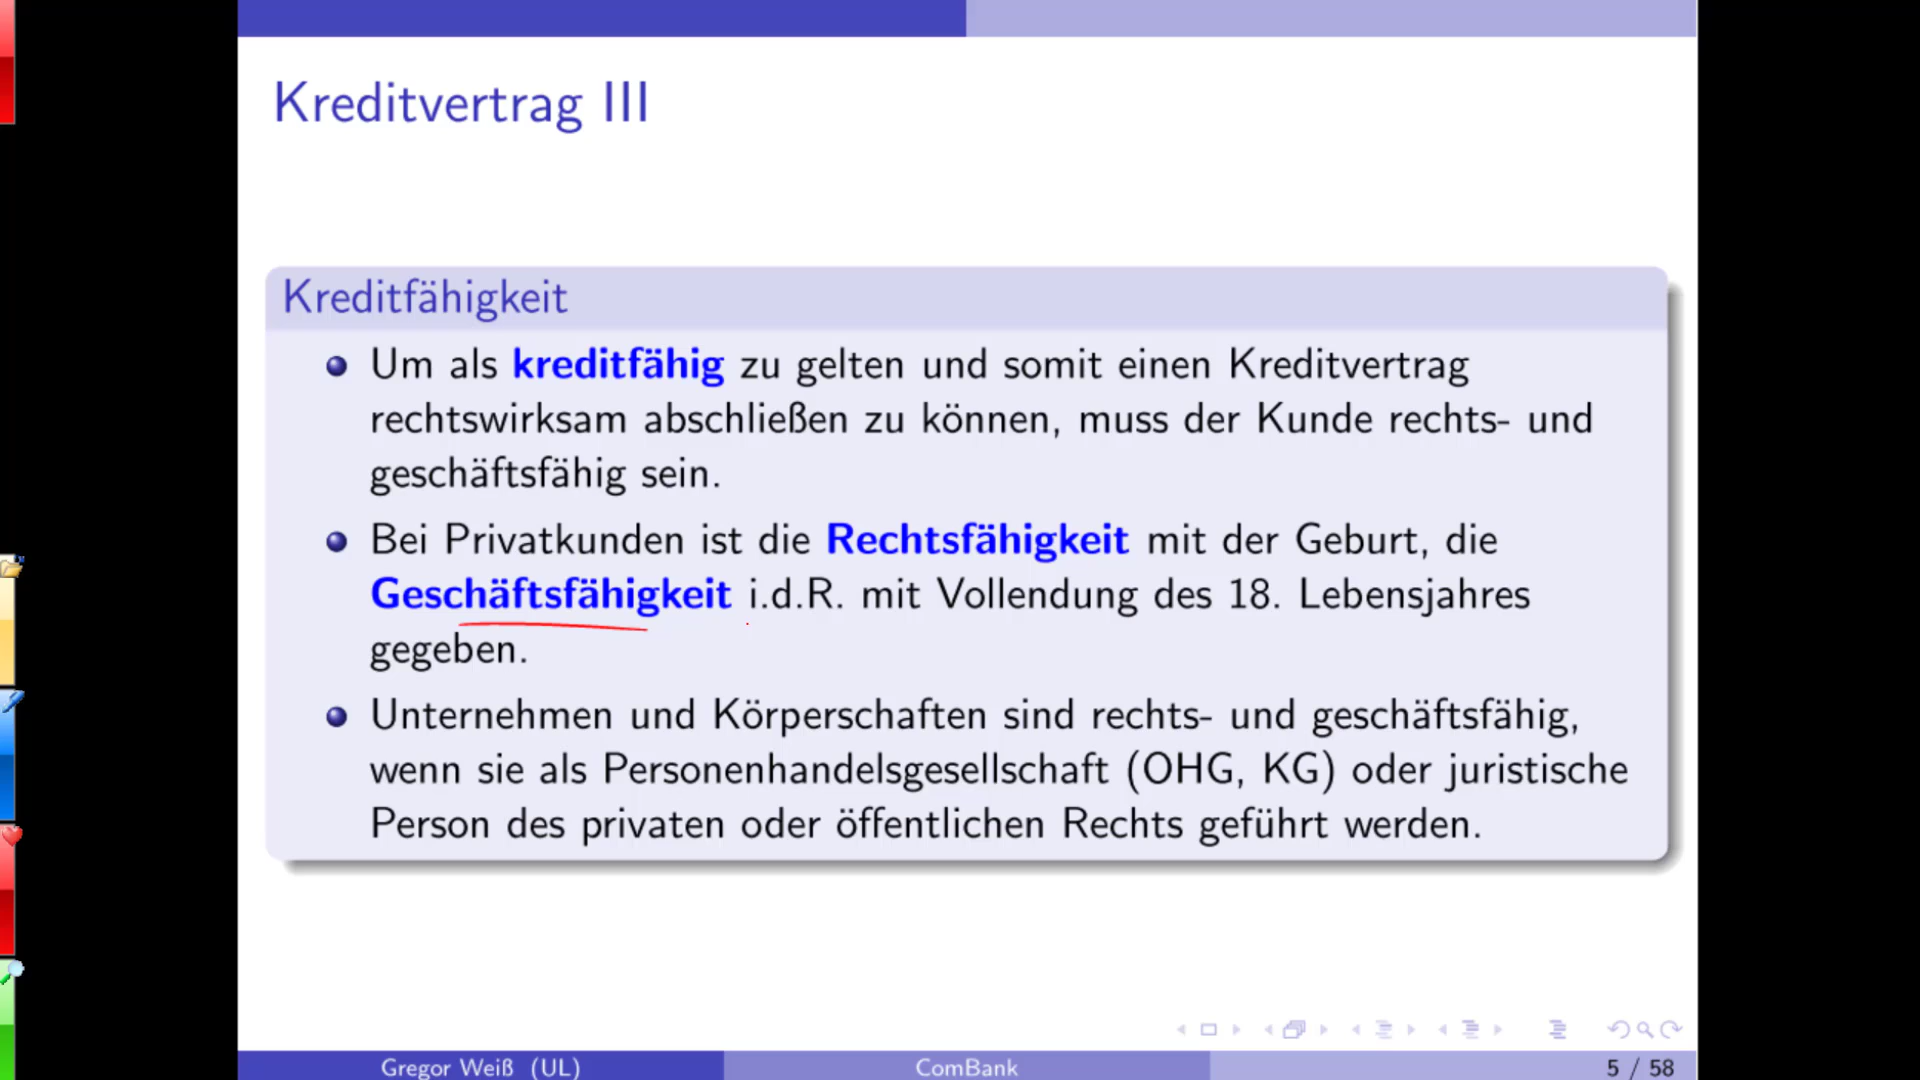 Kreditvertrag III
Kreditfähigkeit
Um als kreditfähig zu gelten und somit einen Kreditvertrag
rechtswirksam abschließen zu können, muss der Kunde rechts- und
geschäftsfähig sein.
Bei Privatkunden ist die Rechtsfähigkeit mit der Geburt, die
Geschäftsfähigkeit i.d.R. mit Vollendung des 18. Lebensjahres
gegeben.
Unternehmen und Körperschaften sind rechts- und geschäftsfähig,
wenn sie als Personenhandelsgesellschaft (OHG, KG) oder juristische
Person des privaten oder öffentlichen Rechts geführt werden.
Gregor Weiß (UL) ComBank 5 / 58